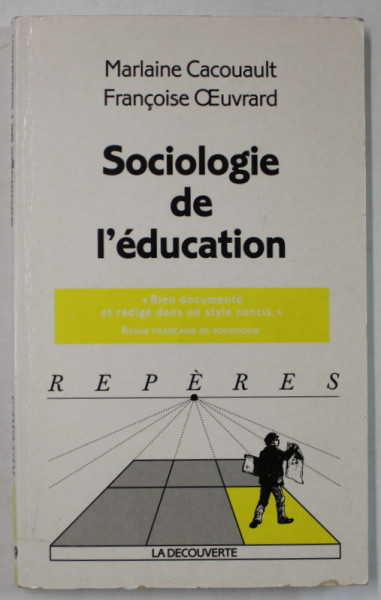 Marlaine Cacouault
Françoise Œuvrard
Sociologie
de
l'éducation
« Bien documenté
et rédigé dans un style concis. »
REVUE FRANÇAISE DE SOCIOLOGIE
REPÈRES
LA DECOUVERTE